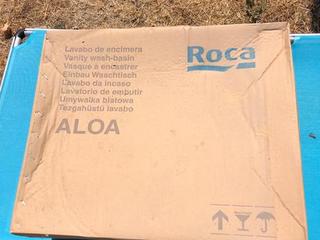 Lavabo de encimera
Vanity wash-basin
Vasque a encastrer
Einbau Waschtisch
Lavabo da incaso
Lavatorio de embutir
Umywalka blatowa
Tezgahüstü lavabo
Roca
ALOA